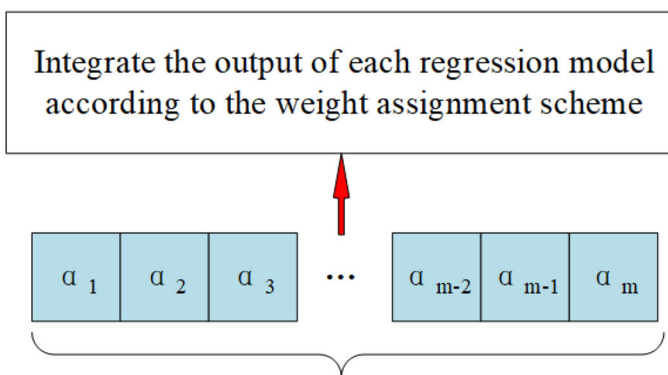 Integrate the output of each regression model
according to the weight assignment scheme
α 1 α 2 α 3 ... α m-2 α m-1 α m